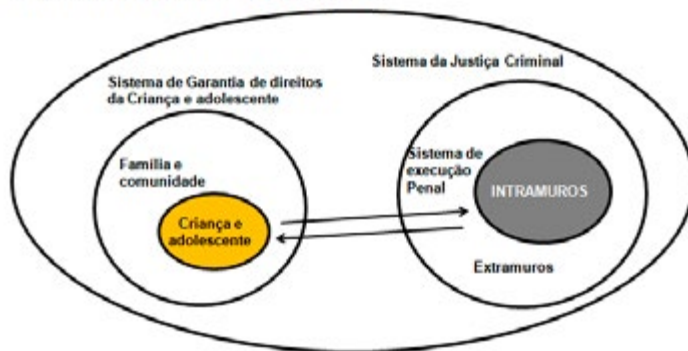 Sistema de Garantia de direitos
da Criança e adolescente
Família e
comunidade
Criança e
adolescente
Sistema da Justiça Criminal
Sistema de
execução
Penal
INTRAMUROS
Extramuros